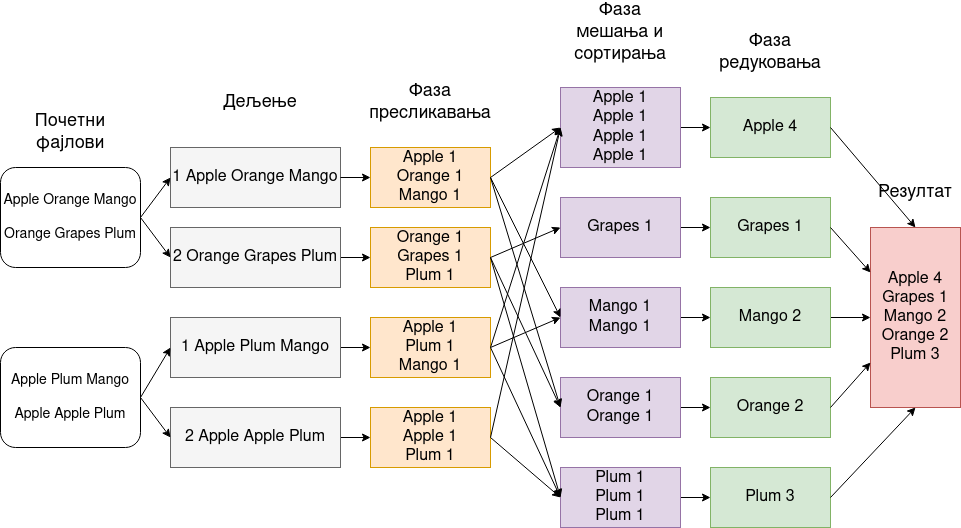 Почетни
фајлови
Apple Orange Mango
Orange Grapes Plum
Apple Plum Mango
Apple Apple Plum
Дељење
1 Apple Orange Mango
2 Orange Grapes Plum
1 Apple Plum Mango
2 Apple Apple Plum
Фаза
пресликавања
Apple 1
Orange 1
Mango 1
Orange 1
Grapes 1
Plum 1
Apple 1
Plum 1
Mango 1
Apple 1
Apple 1
Plum 1
Фаза
мешања и
сортирања
Apple 1
Apple 1
Apple 1
Apple 1
Grapes 1
Mango 1
Mango 1
Orange 1
Orange 1
Plum 1
Plum 1
Plum 1
Фаза
редуковања
Apple 4
Grapes 1
Mango 2
Orange 2
Plum 3
Резултат
Apple 4
Grapes 1
Mango 2
Orange 2
Plum 3